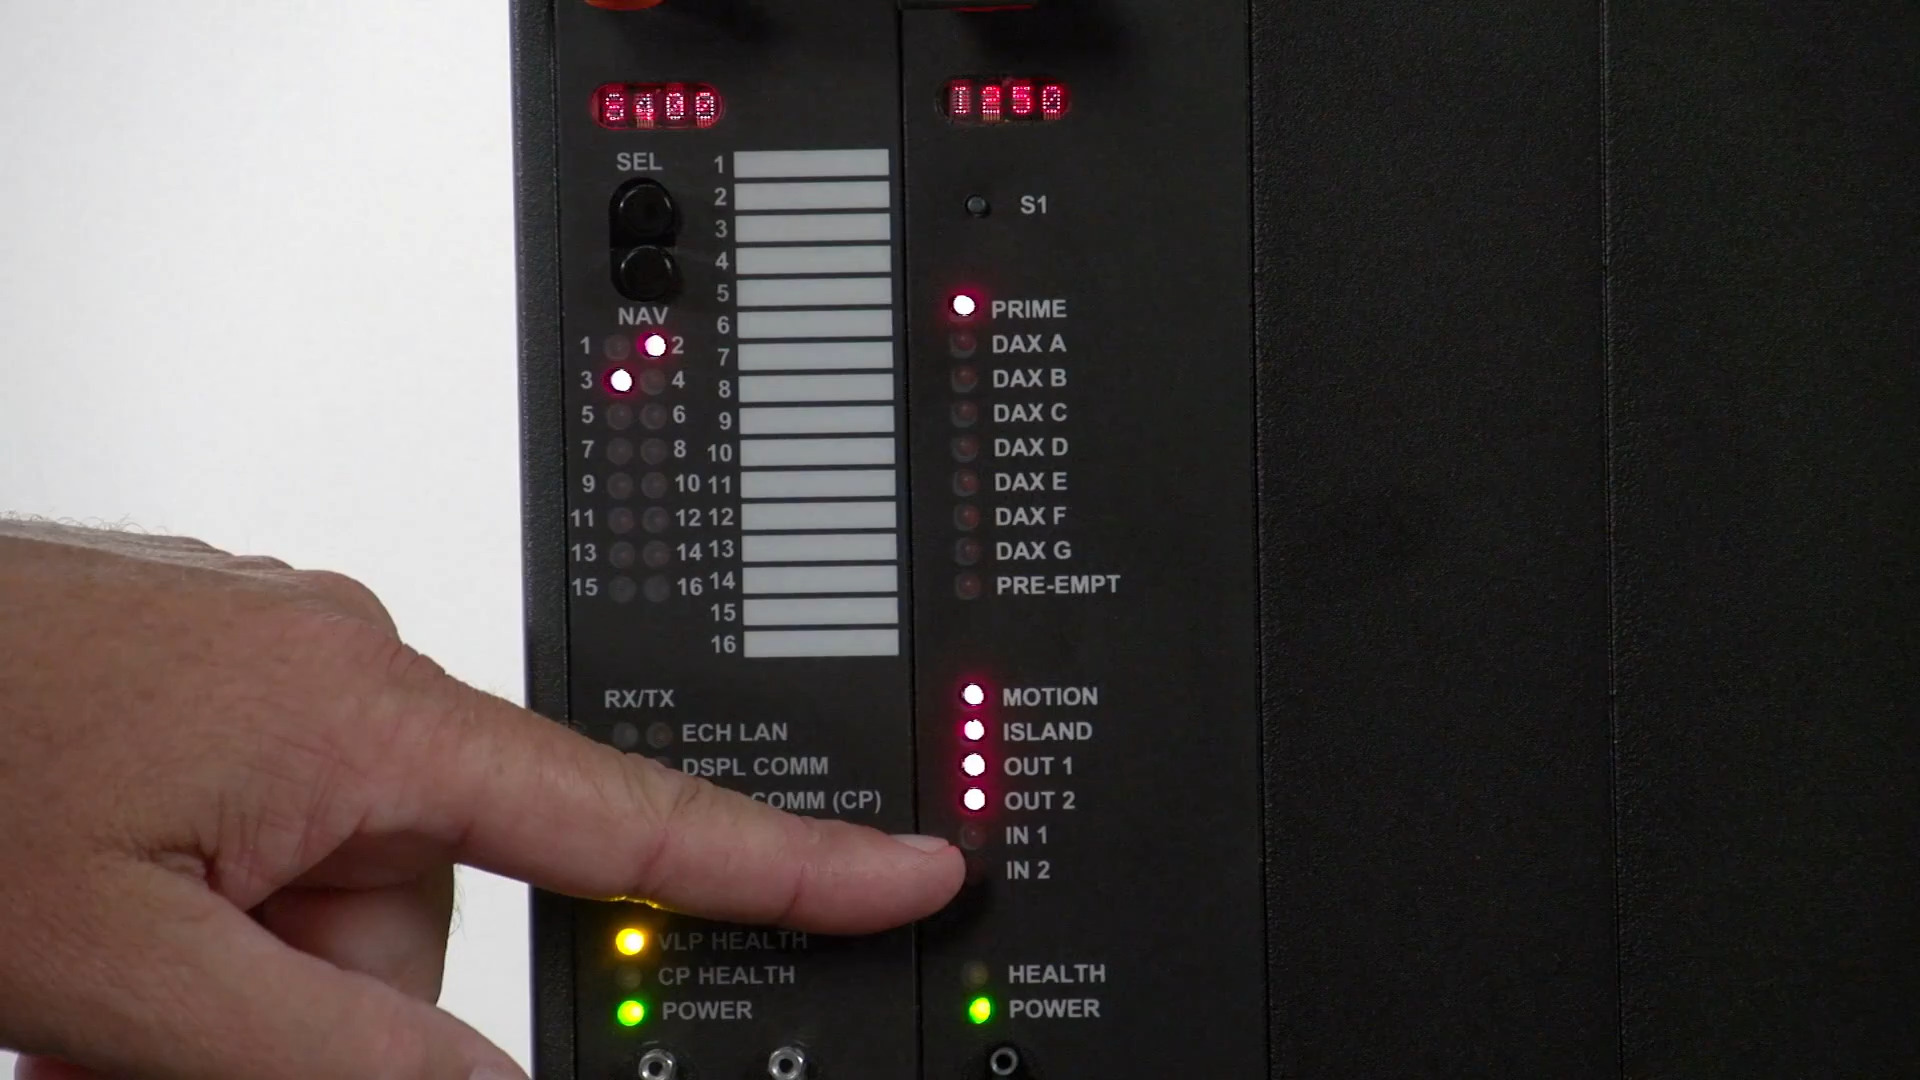 5400
SEL
NAV
1 2
3 4
5 6
7 8
9 10
11 12
13 14
15 16
1
2
3
4
5
6
7
8
9
10
11
12
13
14
15
16
RX/TX
ECH LAN
DSPL COMM
COMM (CP)
VLP HEALTH
CP HEALTH
POWER
1250
S1
PRIME
DAX A
DAX B
DAX C
DAX D
DAX E
DAX F
DAX G
PRE-EMPT
MOTION
ISLAND
OUT 1
OUT 2
IN 1
IN 2
HEALTH
POWER